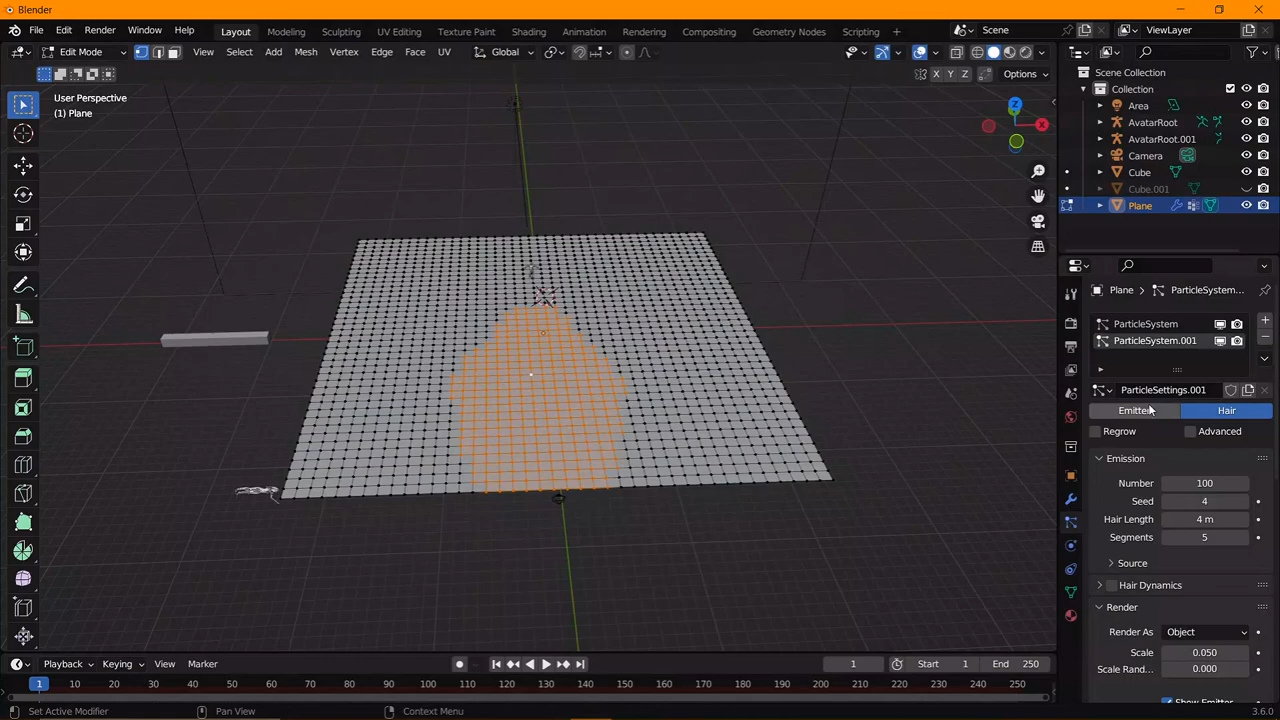 Blender
File Edit Render Window Help Layout Modeling Sculpting UV Editing Texture Paint Shading Animation Rendering Compositing Geometry Nodes Scripting + Scene ViewLayer
Edit Mode View Select Add Mesh Vertex Edge Face UV Global
X Y Z Options
User Perspective
(1) Plane
Z
X
Scene Collection
Collection
Area
AvatarRoot
AvatarRoot.001
Camera
Cube
Cube.001
Plane
Plane ParticleSystem...
ParticleSystem
ParticleSystem.001
ParticleSettings.001
Emitter Hair
Regrow Advanced
Emission
Number 100
Seed 4
Hair Length 4 m
Segments 5
Source
Hair Dynamics
Render
Render As Object
Scale 0.050
Scale Rand... 0.000
Show Emitter
Playback Keying View Marker 1 Start 1 End 250
1 10 20 30 40 50 60 70 80 90 100 110 120 130 140 150 160 170 180 190 200 210 220 230 240 250
Set Active Modifier Pan View Context Menu 3.6.0